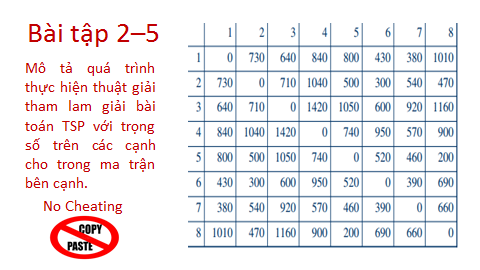 Bài tập 2–5
Mô tả quá trình
thực hiện thuật giải
tham lam giải bài
toán TSP với trọng
số trên các cạnh
cho trong ma trận
bên cạnh.
No Cheating
COPY
PASTE
1 2 3 4 5 6 7 8
1 0 730 640 840 800 430 380 1010
2 730 0 710 1040 500 300 540 470
3 640 710 0 1420 1050 600 920 1160
4 840 1040 1420 0 740 950 570 900
5 800 500 1050 740 0 520 460 200
6 430 300 600 950 520 0 390 690
7 380 540 920 570 460 390 0 660
8 1010 470 1160 900 200 690 660 0